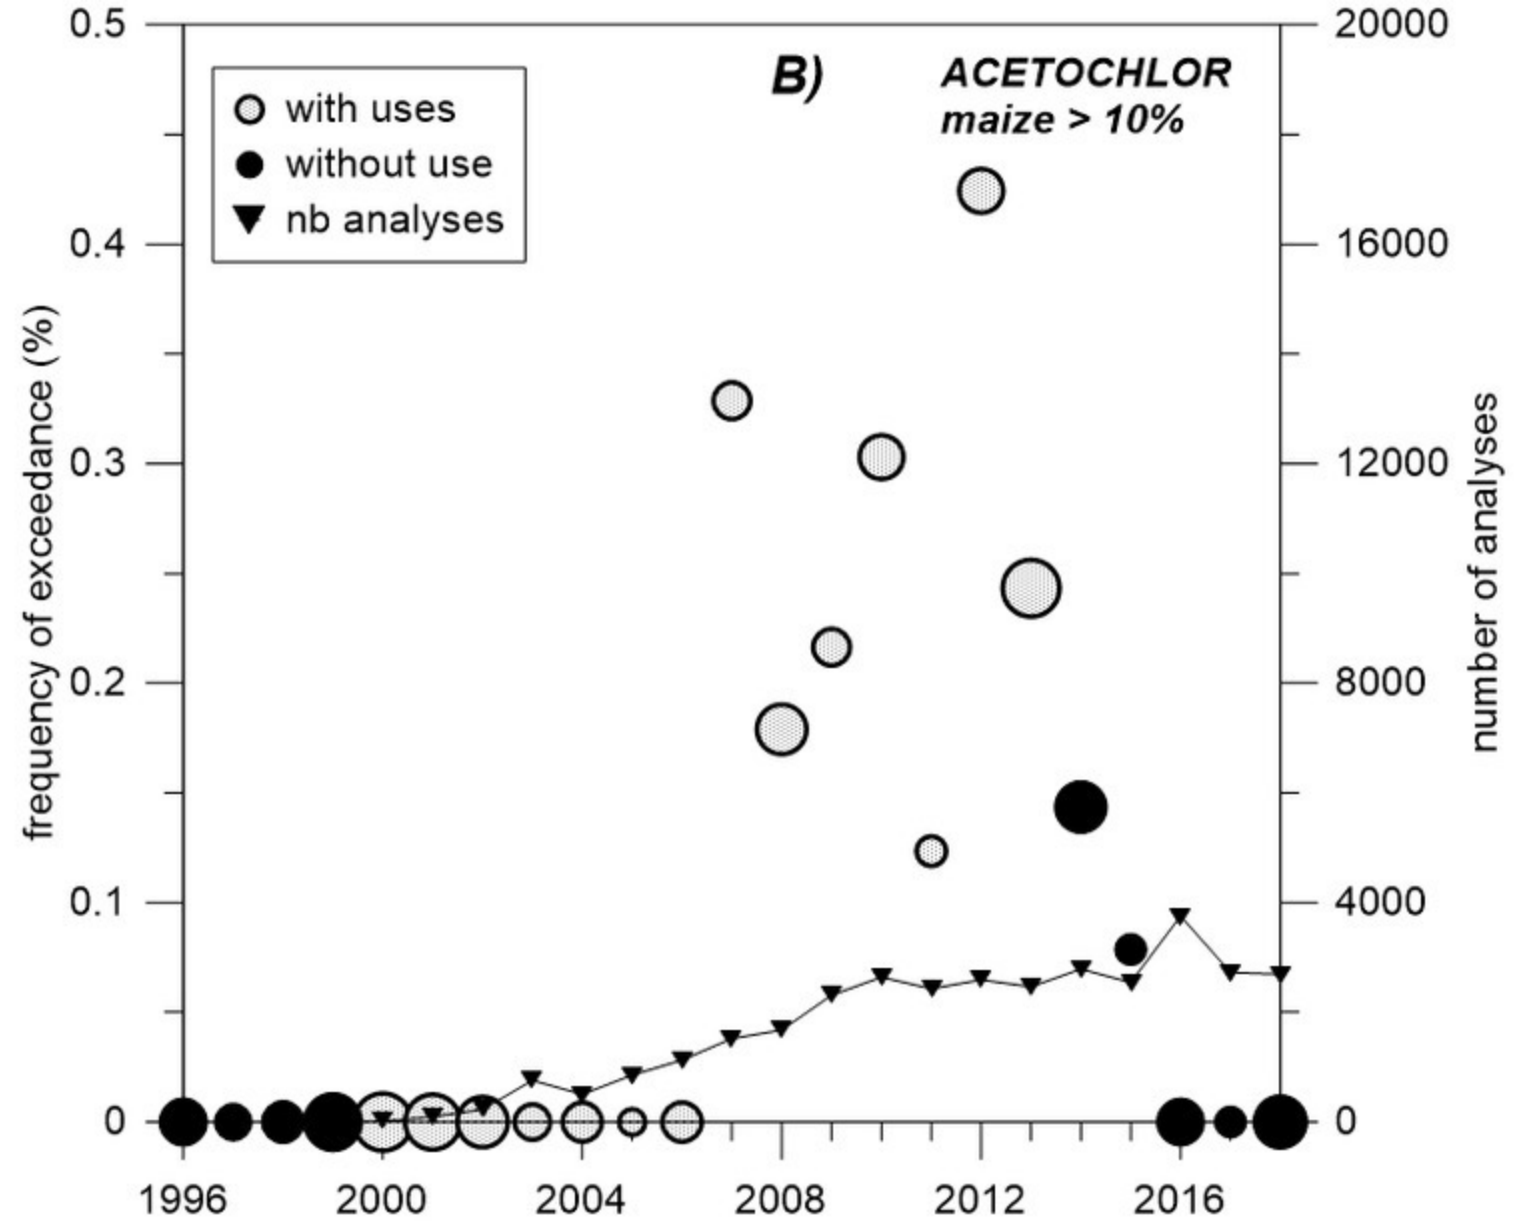 0.5
20000
B)
ACETOCHLOR
maize > 10%
with uses
without use
nb analyses
0.4
16000
frequency of exceedance (%)
0.3
12000
number of analyses
0.2
8000
0.1
4000
0
0
1996
2000
2004
2008
2012
2016